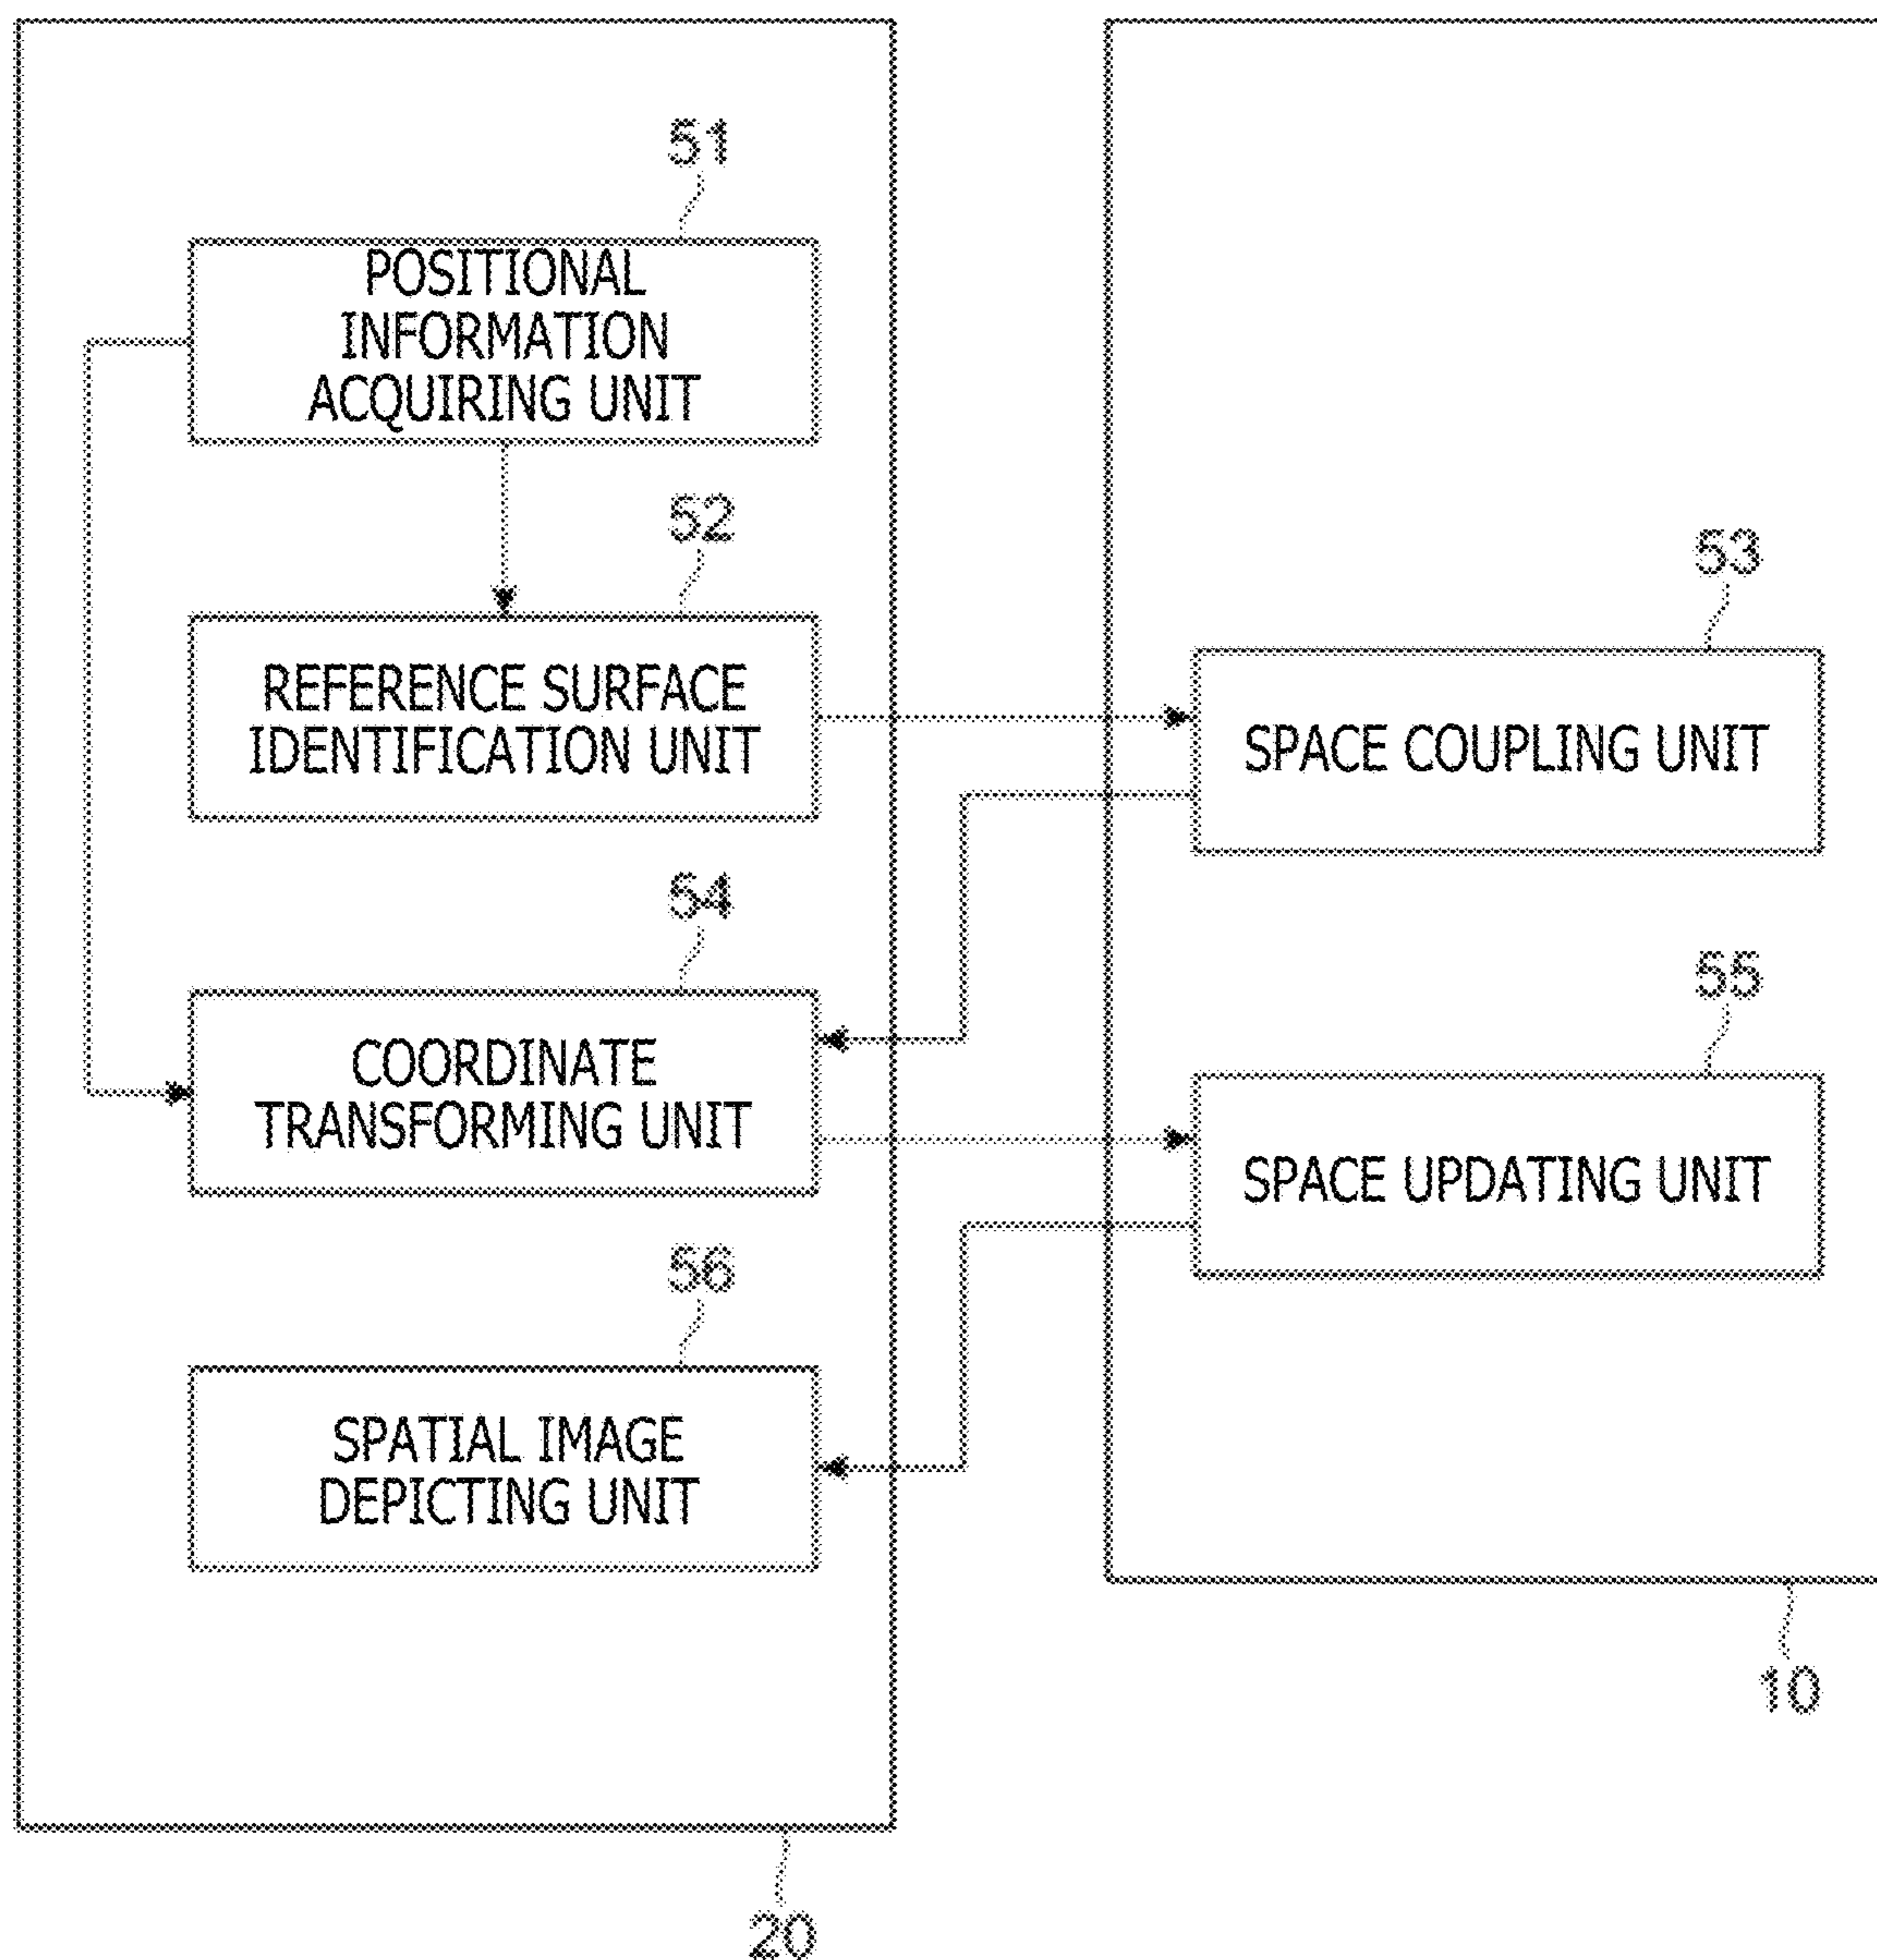 51
POSITIONAL
INFORMATION
ACQUIRING UNIT
52
REFERENCE SURFACE
IDENTIFICATION UNIT
53
SPACE COUPLING UNIT
54
COORDINATE
TRANSFORMING UNIT
55
SPACE UPDATING UNIT
56
SPATIAL IMAGE
DEPICTING UNIT
10
20